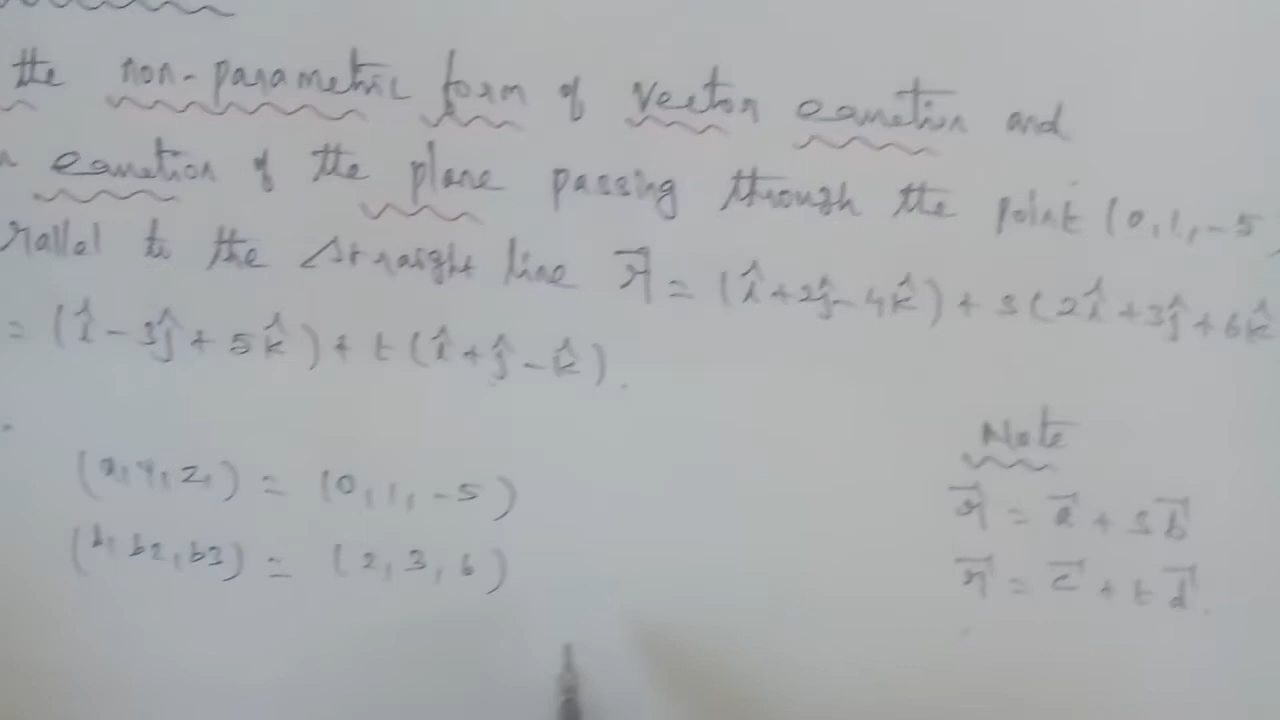 the non-parametric form of vector equation and
equation of the plane passing through the point (0,1,-5)
rallel to the straight line r⃗ = (î+2ĵ-4k̂)+s(2î+3ĵ+6k̂
= (î-3ĵ+5k̂)+t(î+ĵ-k̂).
Note
(x₁,y₁,z₁) = (0,1,-5)
r⃗ = a⃗ + sb⃗
(b₁,b2,b3) = (2,3,6)
r⃗ = c⃗ + td⃗.